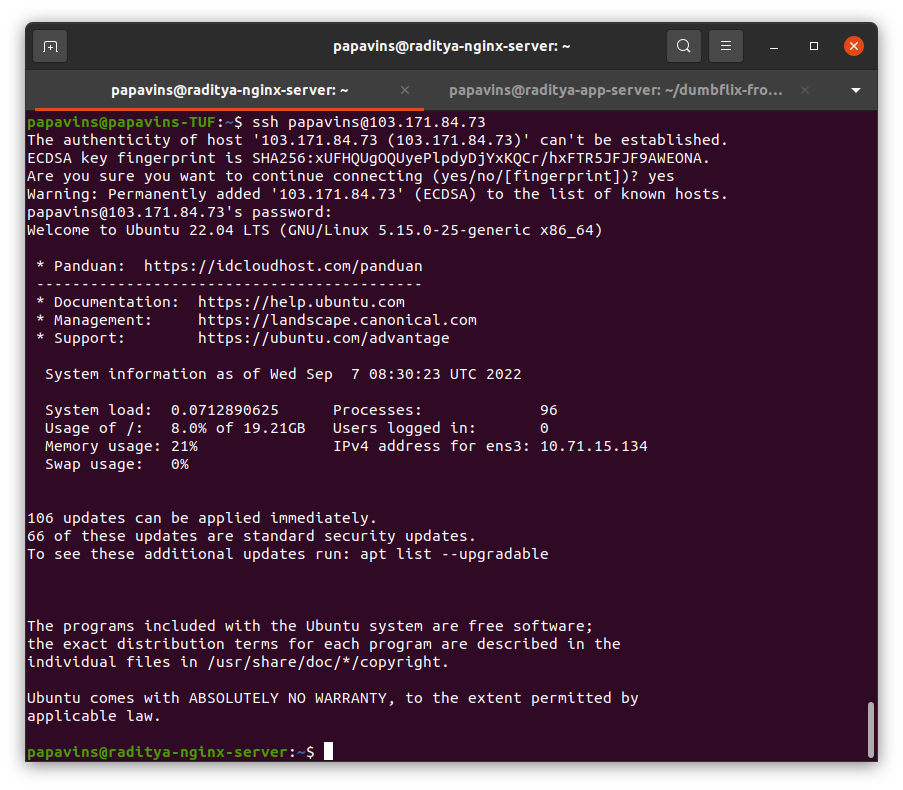 papavins@raditya-nginx-server: ~
papavins@raditya-nginx-server: ~
papavins@raditya-app-server: ~/dumbflix-fro...
papavins@papavins-TUF:~$ ssh papavins@103.171.84.73
The authenticity of host '103.171.84.73 (103.171.84.73)' can't be established.
ECDSA key fingerprint is SHA256:xUFHQUgOQUyePlpdyDjYxKQCr/hxFTR5JFJF9AWEONA.
Are you sure you want to continue connecting (yes/no/[fingerprint])? yes
Warning: Permanently added '103.171.84.73' (ECDSA) to the list of known hosts.
papavins@103.171.84.73's password:
Welcome to Ubuntu 22.04 LTS (GNU/Linux 5.15.0-25-generic x86_64)
* Panduan:  https://idcloudhost.com/panduan
-------------------------------------------
* Documentation:  https://help.ubuntu.com
* Management:     https://landscape.canonical.com
* Support:        https://ubuntu.com/advantage
System information as of Wed Sep  7 08:30:23 UTC 2022
System load:  0.0712890625      Processes:             96
Usage of /:   8.0% of 19.21GB   Users logged in:       0
Memory usage: 21%               IPv4 address for ens3: 10.71.15.134
Swap usage:   0%
106 updates can be applied immediately.
66 of these updates are standard security updates.
To see these additional updates run: apt list --upgradable
The programs included with the Ubuntu system are free software;
the exact distribution terms for each program are described in the
individual files in /usr/share/doc/*/copyright.
Ubuntu comes with ABSOLUTELY NO WARRANTY, to the extent permitted by
applicable law.
papavins@raditya-nginx-server:~$